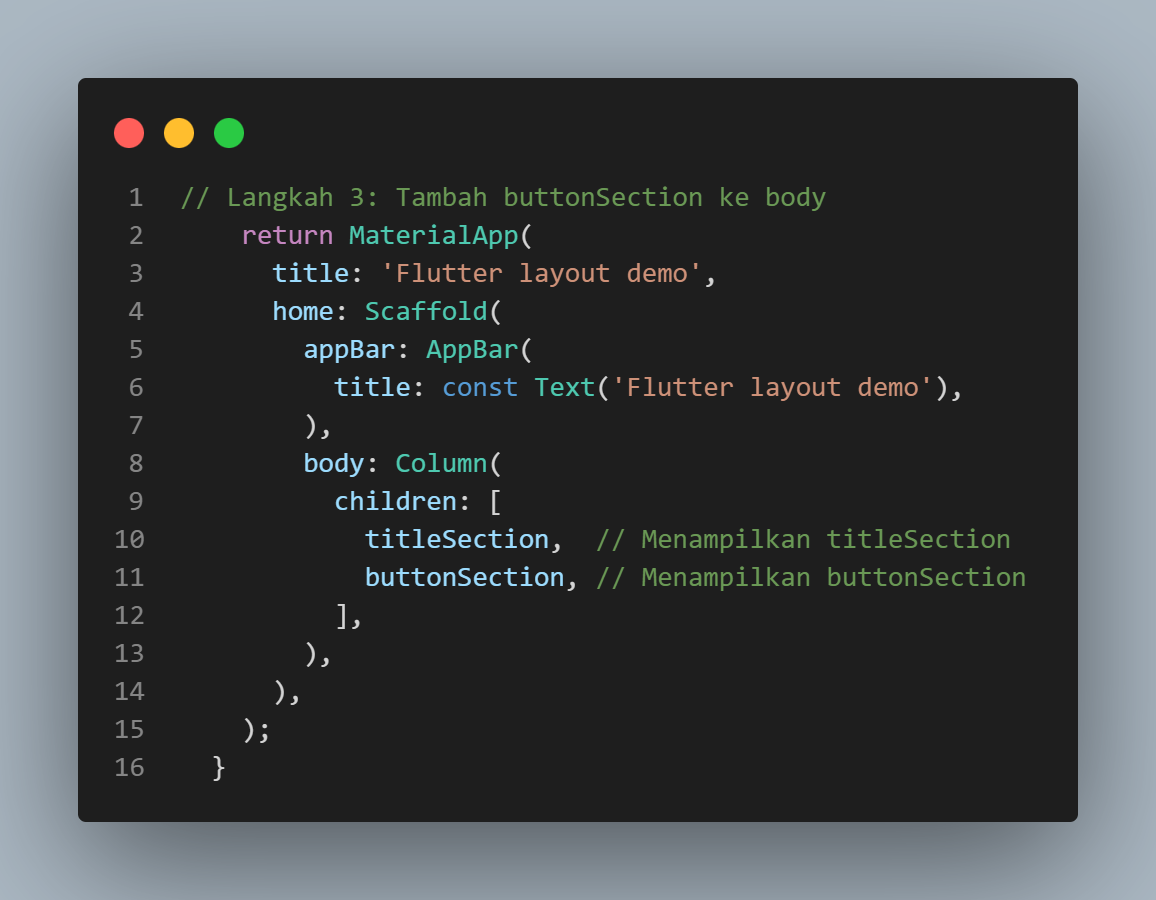 1 // Langkah 3: Tambah buttonSection ke body
2     return MaterialApp(
3       title: 'Flutter layout demo',
4       home: Scaffold(
5         appBar: AppBar(
6           title: const Text('Flutter layout demo'),
7         ),
8         body: Column(
9           children: [
10             titleSection,  // Menampilkan titleSection
11             buttonSection, // Menampilkan buttonSection
12           ],
13         ),
14       ),
15     );
16   }